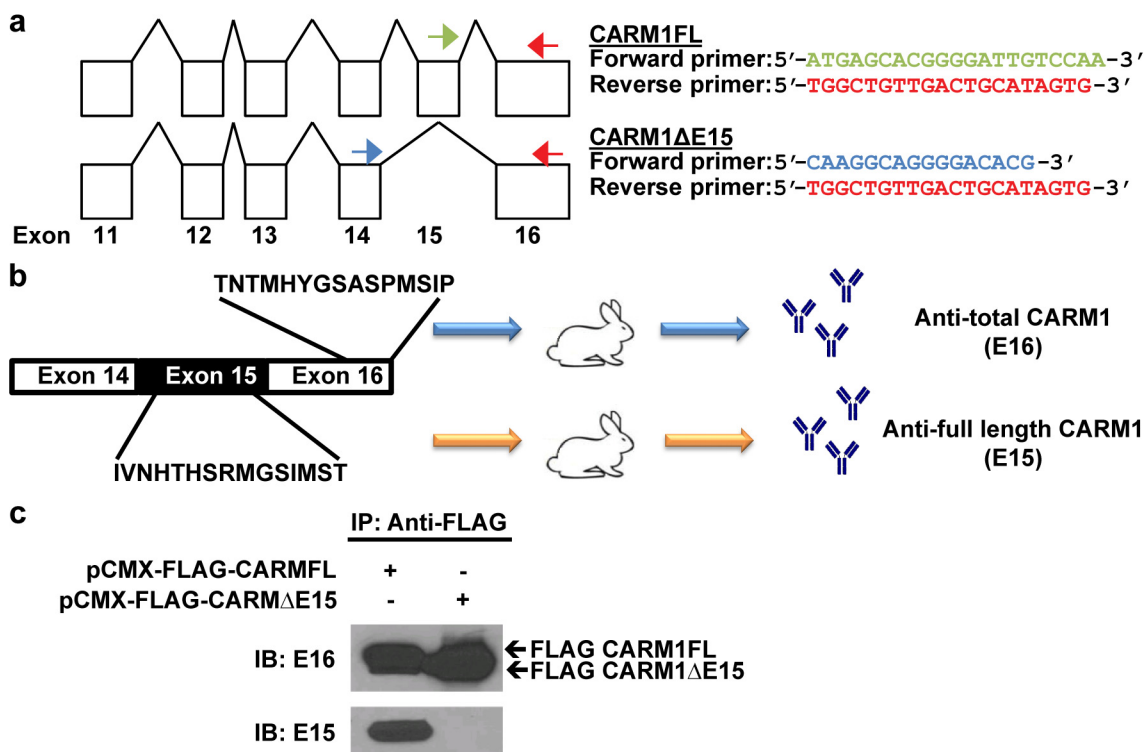 a
CARM1FL
Forward primer:5’-ATGAGCACGGGGATTGTCCAA-3’
Reverse primer:5’-TGGCTGTTGACTGCATAGTG-3’
CARM1ΔE15
Forward primer:5’-CAAGGCAGGGGACACG-3’
Reverse primer:5’-TGGCTGTTGACTGCATAGTG-3’
Exon 11 12 13 14 15 16
b
TNTMHYGSASPMSIP
Exon 14 Exon 15 Exon 16
IVNHTHSRMGSIMST
Anti-total CARM1
(E16)
Anti-full length CARM1
(E15)
c
IP: Anti-FLAG
pCMX-FLAG-CARMFL + -
pCMX-FLAG-CARMΔE15 - +
IB: E16
FLAG CARM1FL
FLAG CARM1ΔE15
IB: E15